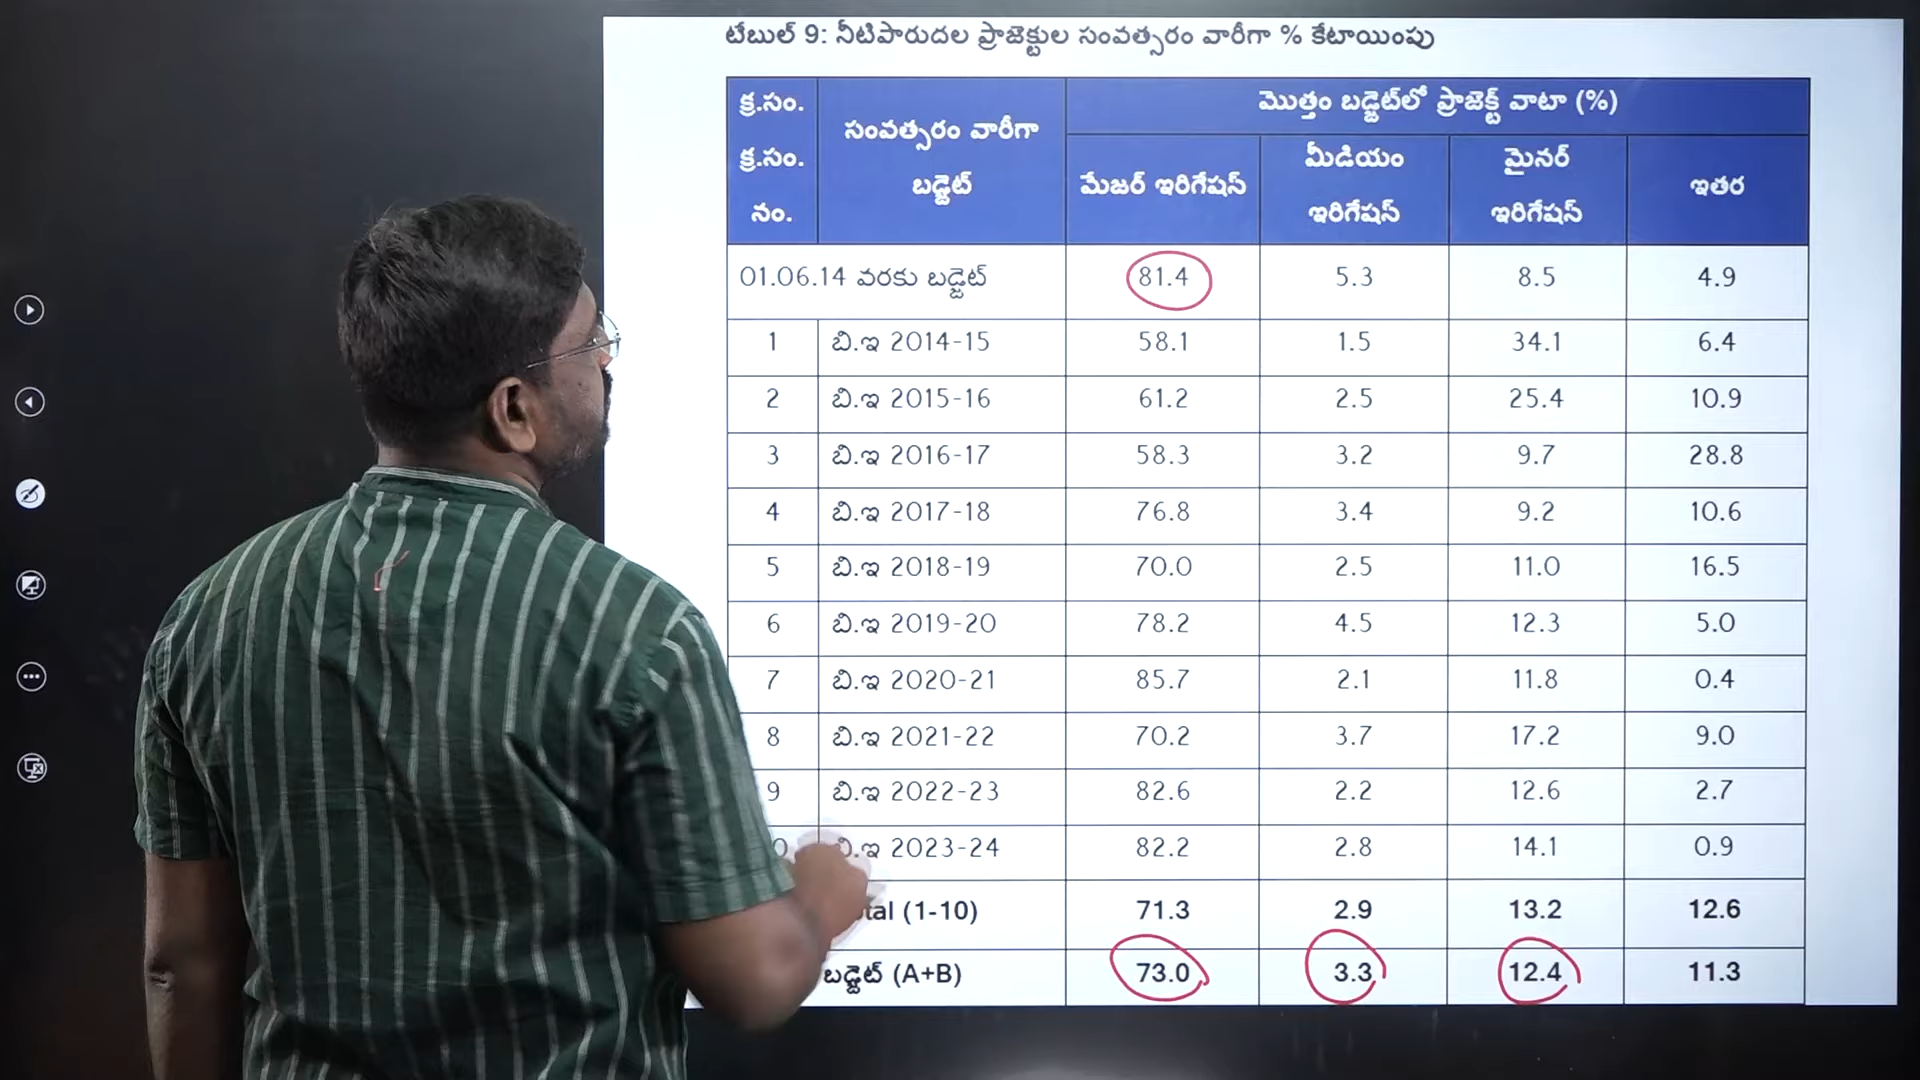 టేబుల్ 9: నీటిపారుదల ప్రాజెక్టుల సంవత్సరం వారీగా % కేటాయింపు
క్ర.సం. క్ర.సం. నం. సంవత్సరం వారీగా బడ్జెట్ మొత్తం బడ్జెట్‌లో ప్రాజెక్ట్ వాటా (%)
మేజర్ ఇరిగేషన్ మీడియం ఇరిగేషన్ మైనర్ ఇరిగేషన్ ఇతర
01.06.14 వరకు బడ్జెట్ 81.4 5.3 8.5 4.9
1 బి.ఇ 2014-15 58.1 1.5 34.1 6.4
2 బి.ఇ 2015-16 61.2 2.5 25.4 10.9
3 బి.ఇ 2016-17 58.3 3.2 9.7 28.8
4 బి.ఇ 2017-18 76.8 3.4 9.2 10.6
5 బి.ఇ 2018-19 70.0 2.5 11.0 16.5
6 బి.ఇ 2019-20 78.2 4.5 12.3 5.0
7 బి.ఇ 2020-21 85.7 2.1 11.8 0.4
8 బి.ఇ 2021-22 70.2 3.7 17.2 9.0
9 బి.ఇ 2022-23 82.6 2.2 12.6 2.7
బి.ఇ 2023-24 82.2 2.8 14.1 0.9
(1-10) 71.3 2.9 13.2 12.6
బడ్జెట్ (A+B) 73.0 3.3 12.4 11.3